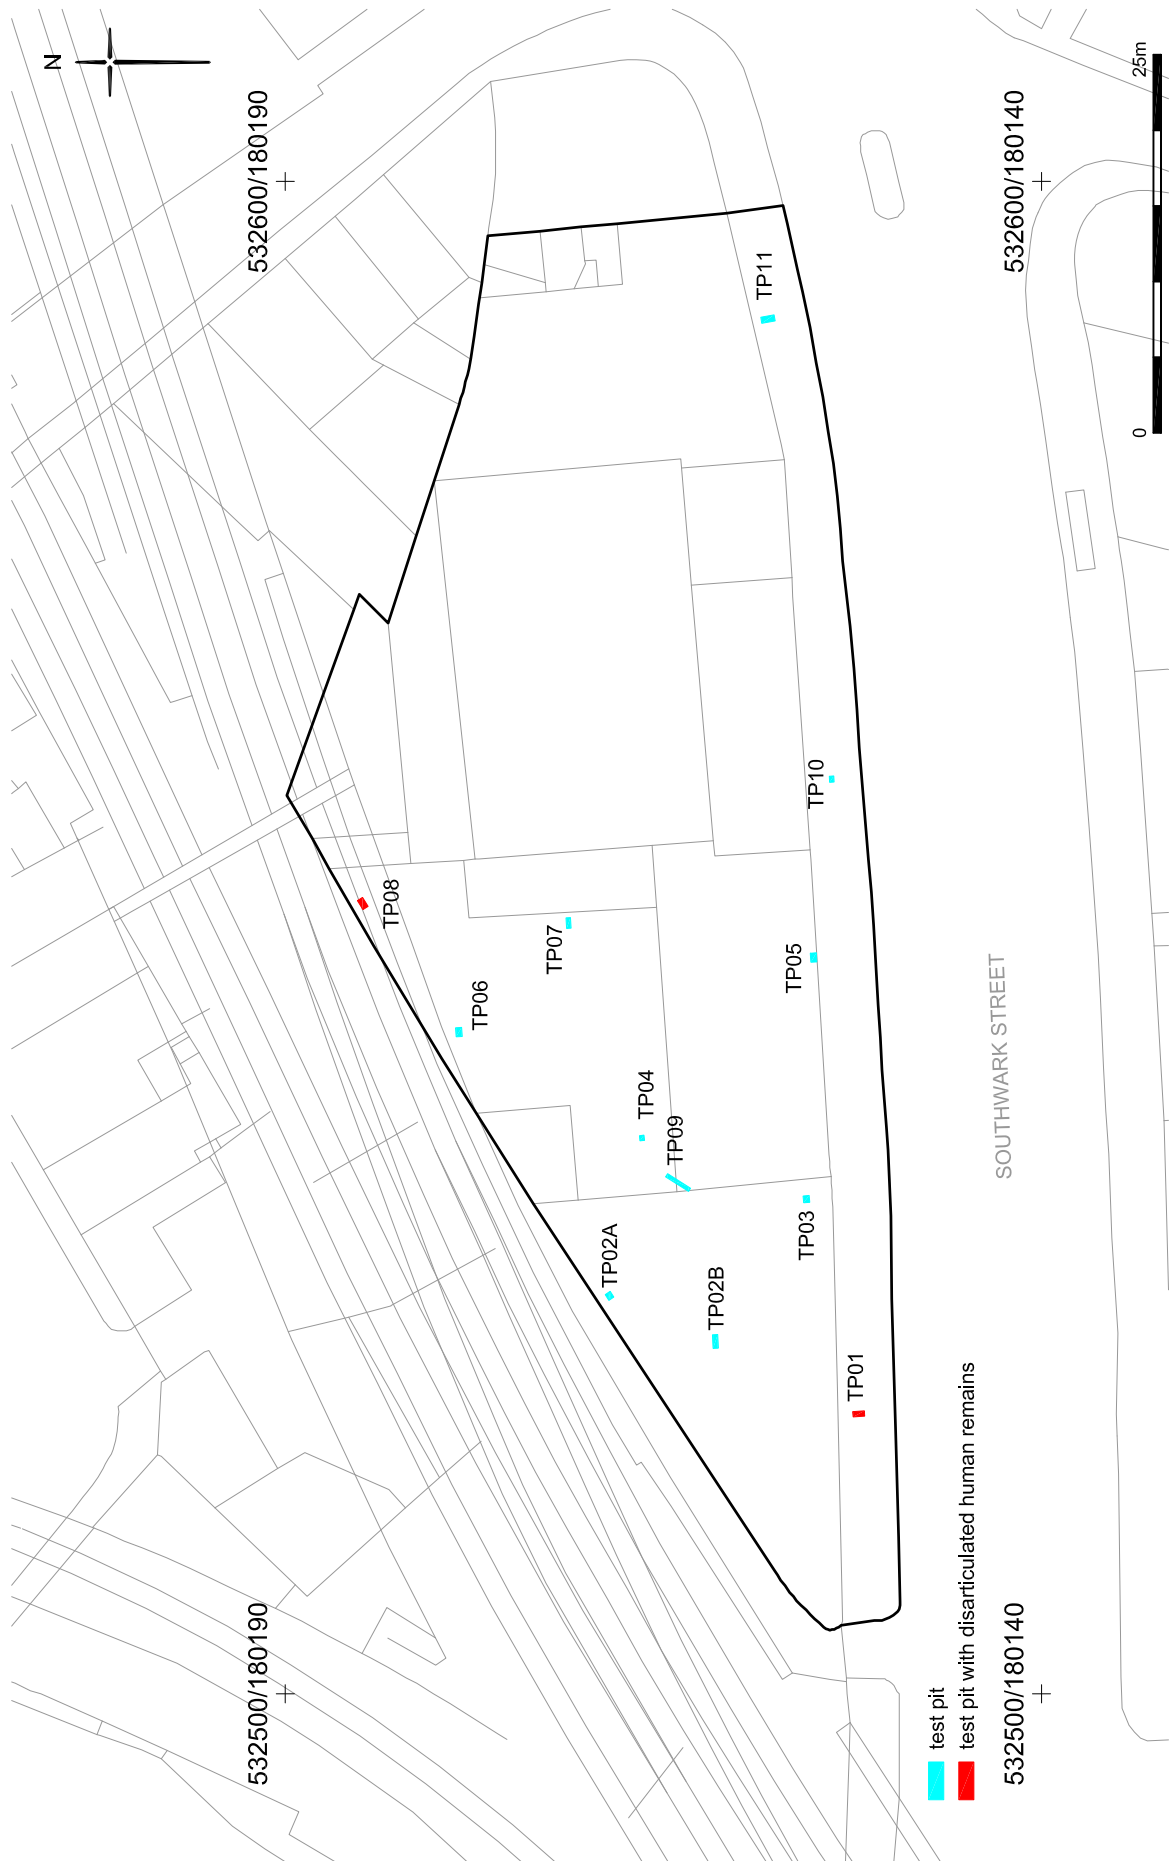 N
532500/180190
532600/180190
TP08
TP06
TP07
TP02A
TP04
TP09
TP02B
TP05
TP03
TP10
TP11
TP01
SOUTHWARK STREET
test pit
test pit with disarticulated human remains
532500/180140
532600/180140
0
25m